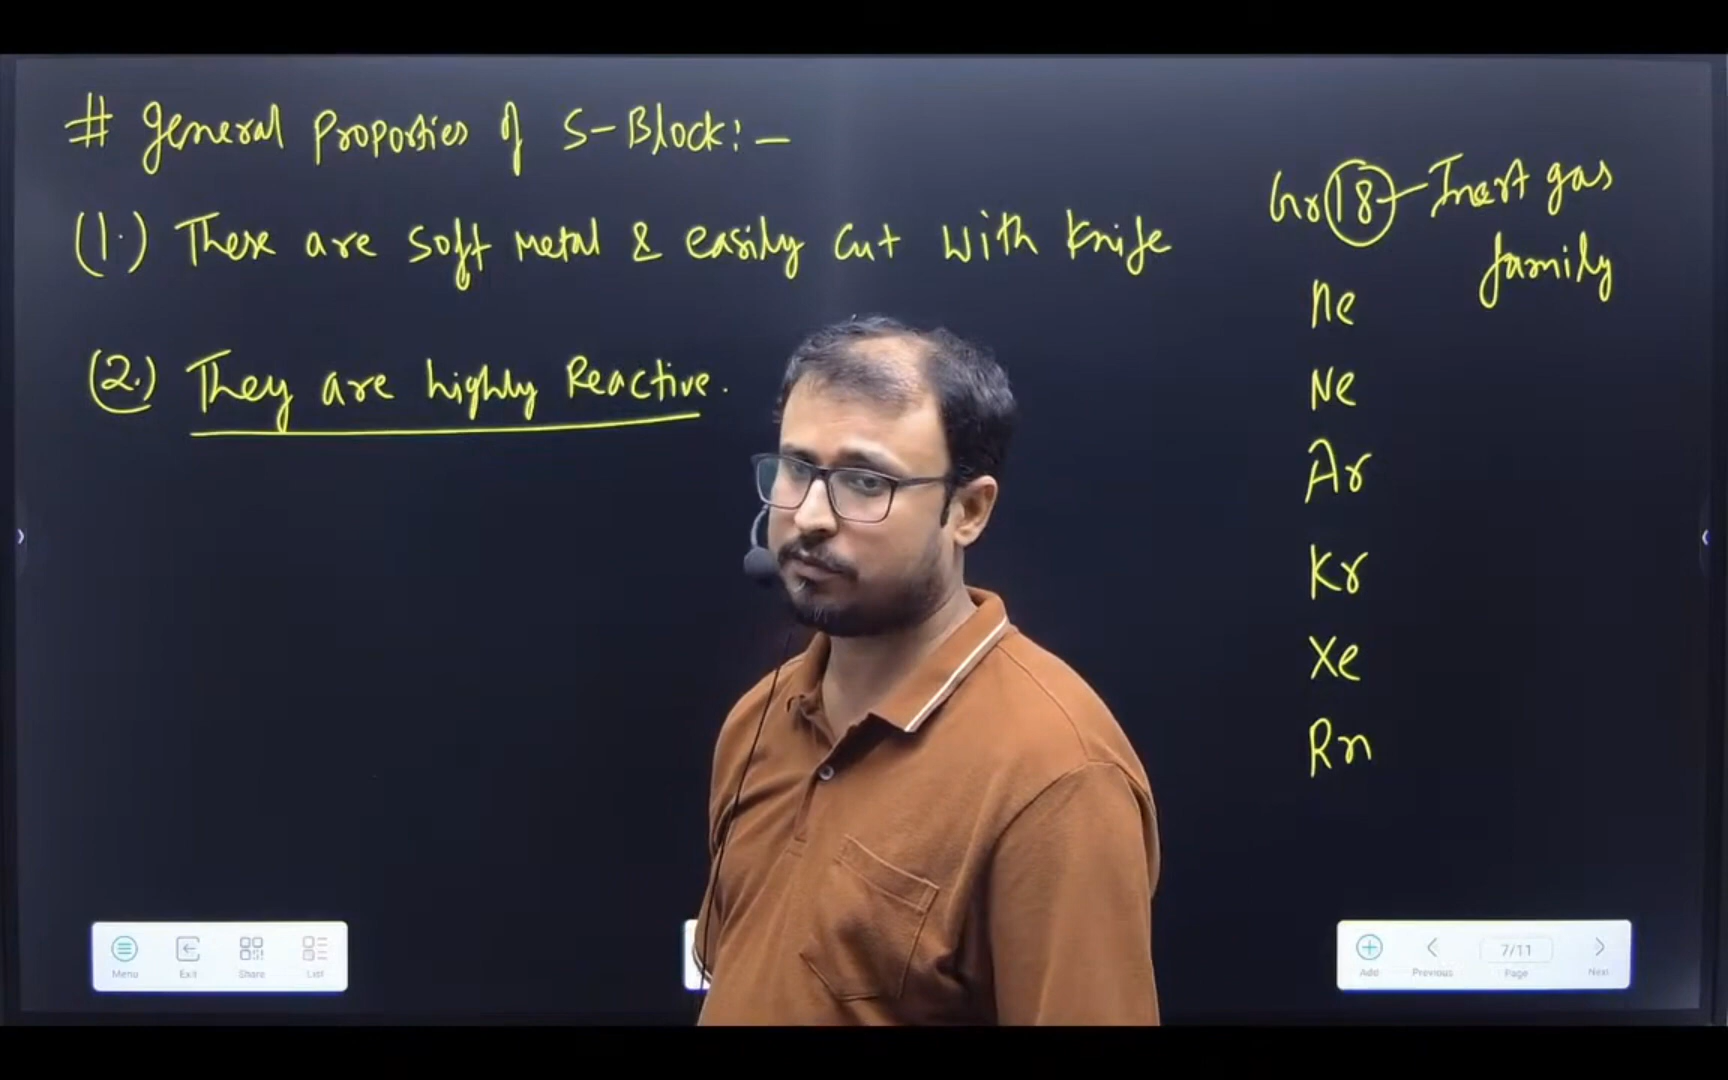 # General Properties of S-Block:-
(1.) These are soft metal & easily cut with knife
(2.) They are highly Reactive.
Gr 18 - Inert gas
family
He
Ne
Ar
Kr
Xe
Rn
Menu
Exit
Share
List
Add
Previous
7/11
Page
Next